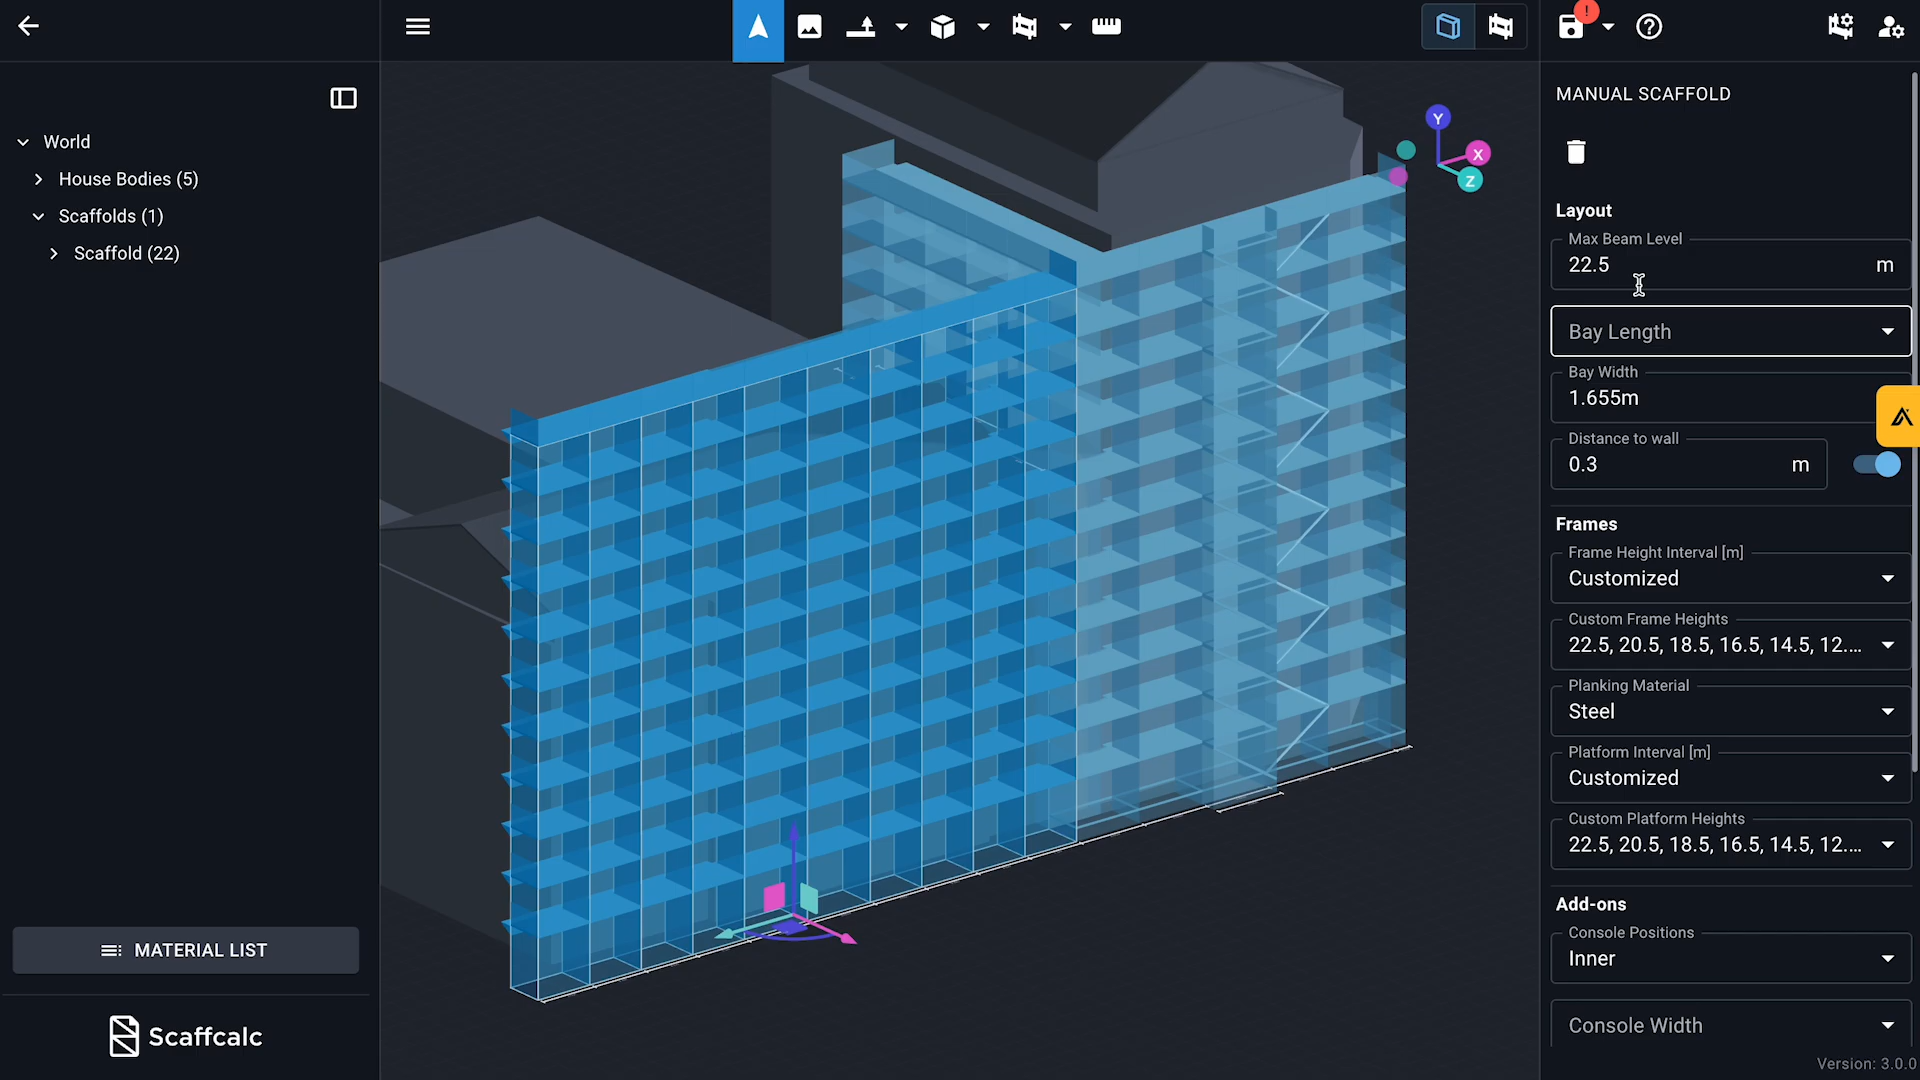 World
House Bodies (5)
Scaffolds (1)
Scaffold (22)
MATERIAL LIST
Scaffcalc
Y
X
Z
!
MANUAL SCAFFOLD
Layout
Max Beam Level
22.5 m
Bay Length
Bay Width
1.655m
Distance to wall
0.3 m
Frames
Frame Height Interval [m]
Customized
Custom Frame Heights
22.5, 20.5, 18.5, 16.5, 14.5, 12....
Planking Material
Steel
Platform Interval [m]
Customized
Custom Platform Heights
22.5, 20.5, 18.5, 16.5, 14.5, 12....
Add-ons
Console Positions
Inner
Console Width
Version: 3.0.0